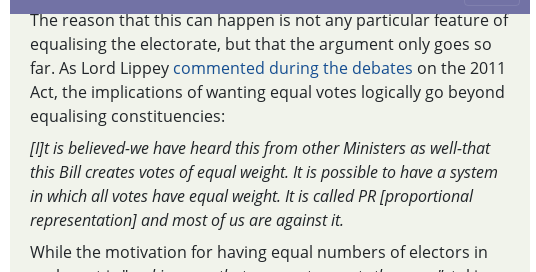 The reason that this can happen is not any particular feature of
equalising the electorate, but that the argument only goes so
far. As Lord Lippey commented during the debates on the 2011
Act, the implications of wanting equal votes logically go beyond
equalising constituencies:
[I]t is believed-we have heard this from other Ministers as well-that
this Bill creates votes of equal weight. It is possible to have a system
in which all votes have equal weight. It is called PR [proportional
representation] and most of us are against it.
While the motivation for having equal numbers of electors in